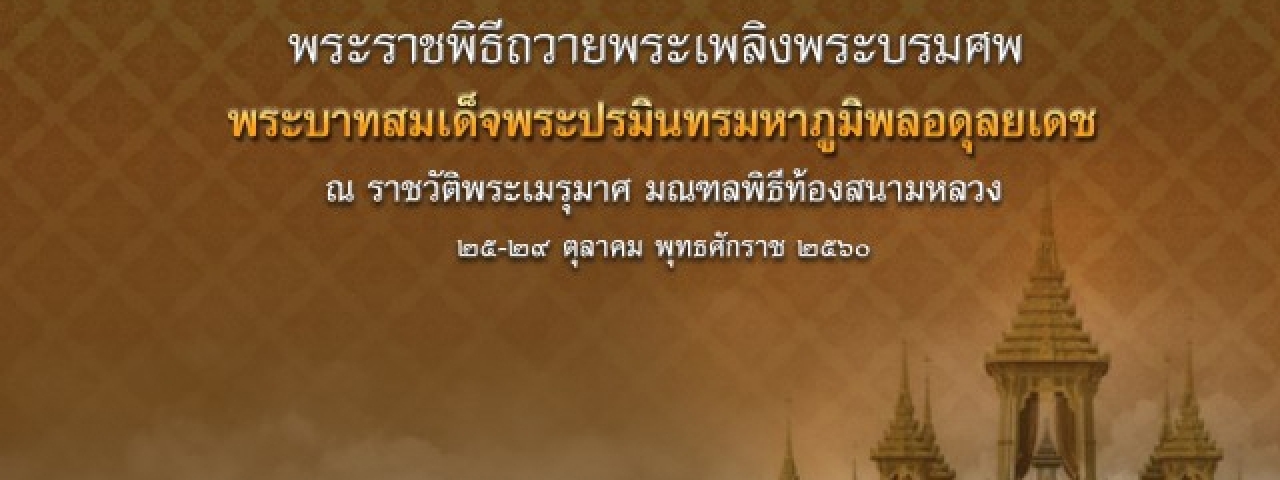 พระราชพิธีถวายพระเพลิงพระบรมศพ
พระบาทสมเด็จพระปรมินทรมหาภูมิพลอดุลยเดช
ณ ราชวัติพระเมรุมาศ มณฑลพิธีท้องสนามหลวง
๒๕-๒๙ ตุลาคม พุทธศักราช ๒๕๖๐